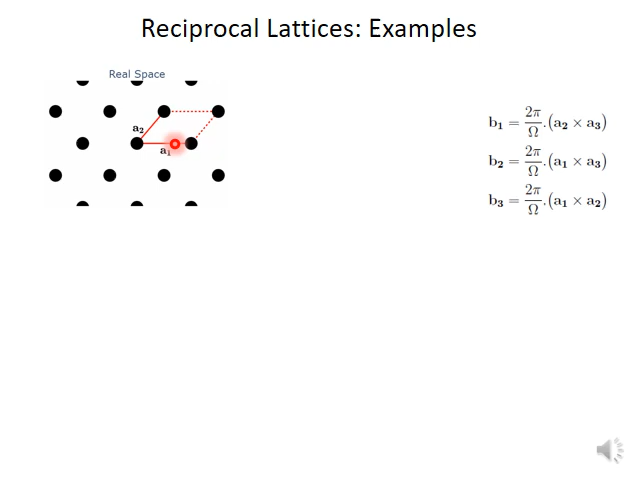 Reciprocal Lattices: Examples
Real Space
a₂
a₁
b₁ = 2π/Ω .(a₂ × a₃)
b₂ = 2π/Ω .(a₁ × a₃)
b₃ = 2π/Ω .(a₁ × a₂)